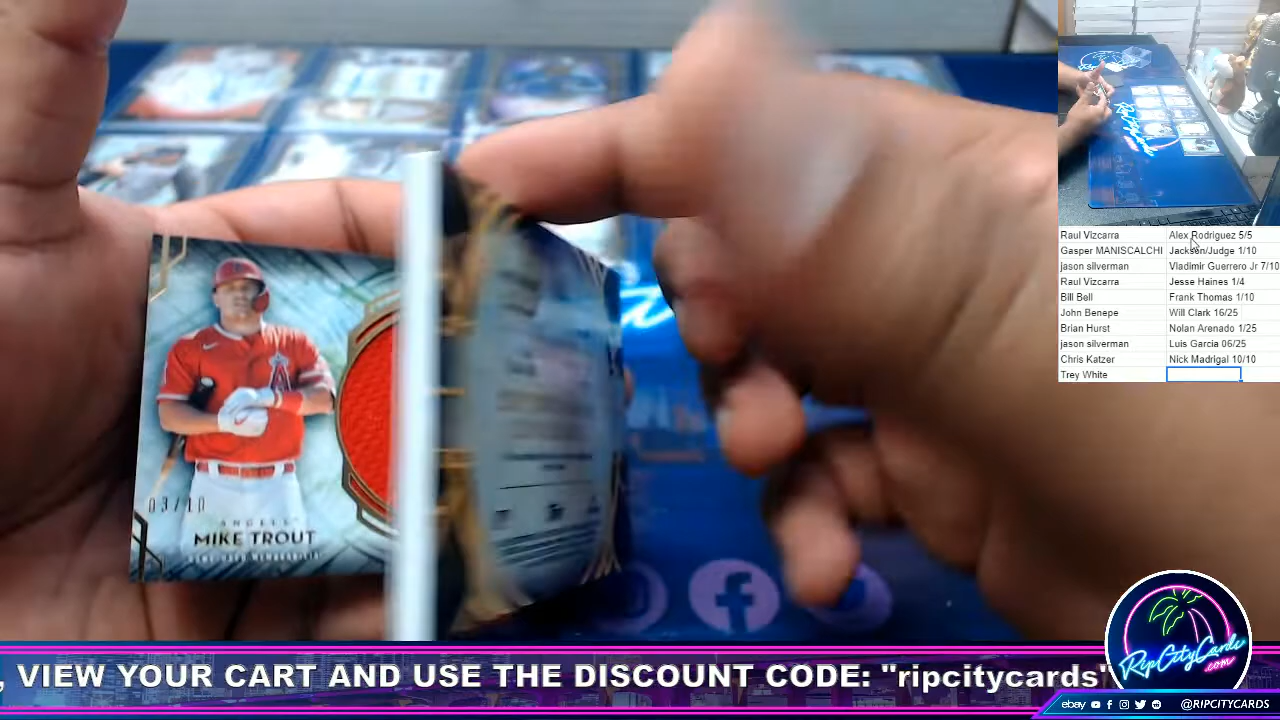 03/10
ANGELS
MIKE TROUT
Raul Vizcarra Alex Rodriguez 5/5
Gasper MANISCALCHI Jackson/Judge 1/10
jason silverman Vladimir Guerrero Jr 7/10
Raul Vizcarra Jesse Haines 1/4
Bill Bell Frank Thomas 1/10
John Benepe Will Clark 16/25
Brian Hurst Nolan Arenado 1/25
jason silverman Luis Garcia 06/25
Chris Katzer Nick Madrigal 10/10
Trey White
, VIEW YOUR CART AND USE THE DISCOUNT CODE: "ripcitycards"
RipCityCards
.com
ebay @RIPCITYCARDS